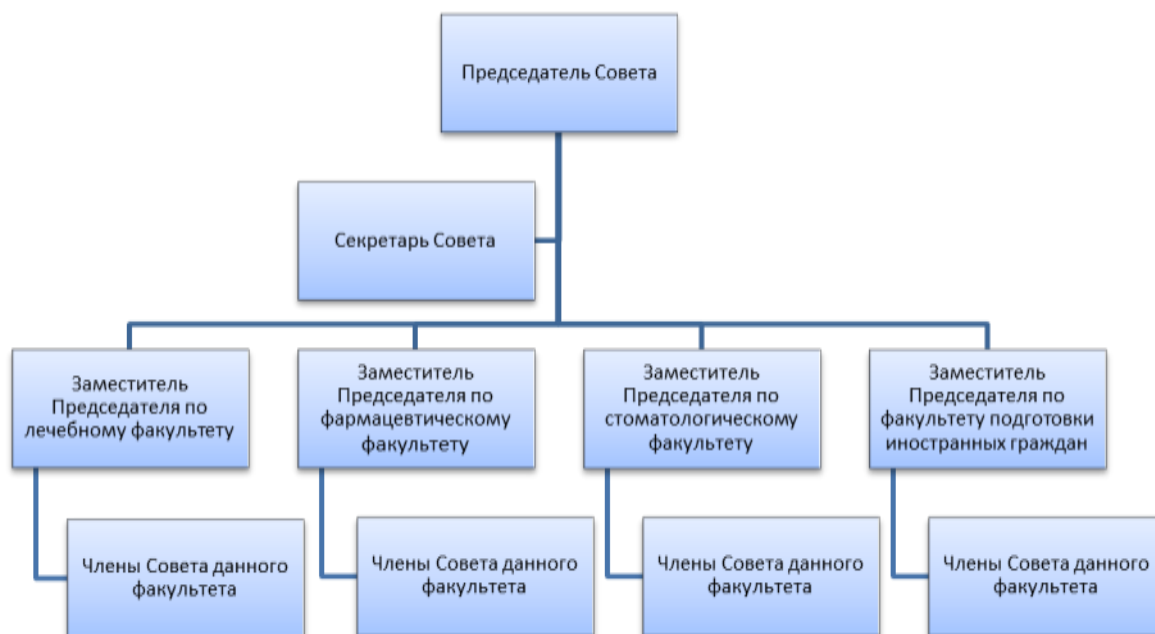 Председатель Совета
Секретарь Совета
Заместитель
Председателя по
лечебному факультету
Заместитель
Председателя по
фармацевтическому
факультету
Заместитель
Председателя по
стоматологическому
факультету
Заместитель
Председателя по
факультету подготовки
иностранных граждан
Члены Совета данного
факультета
Члены Совета данного
факультета
Члены Совета данного
факультета
Члены Совета данного
факультета